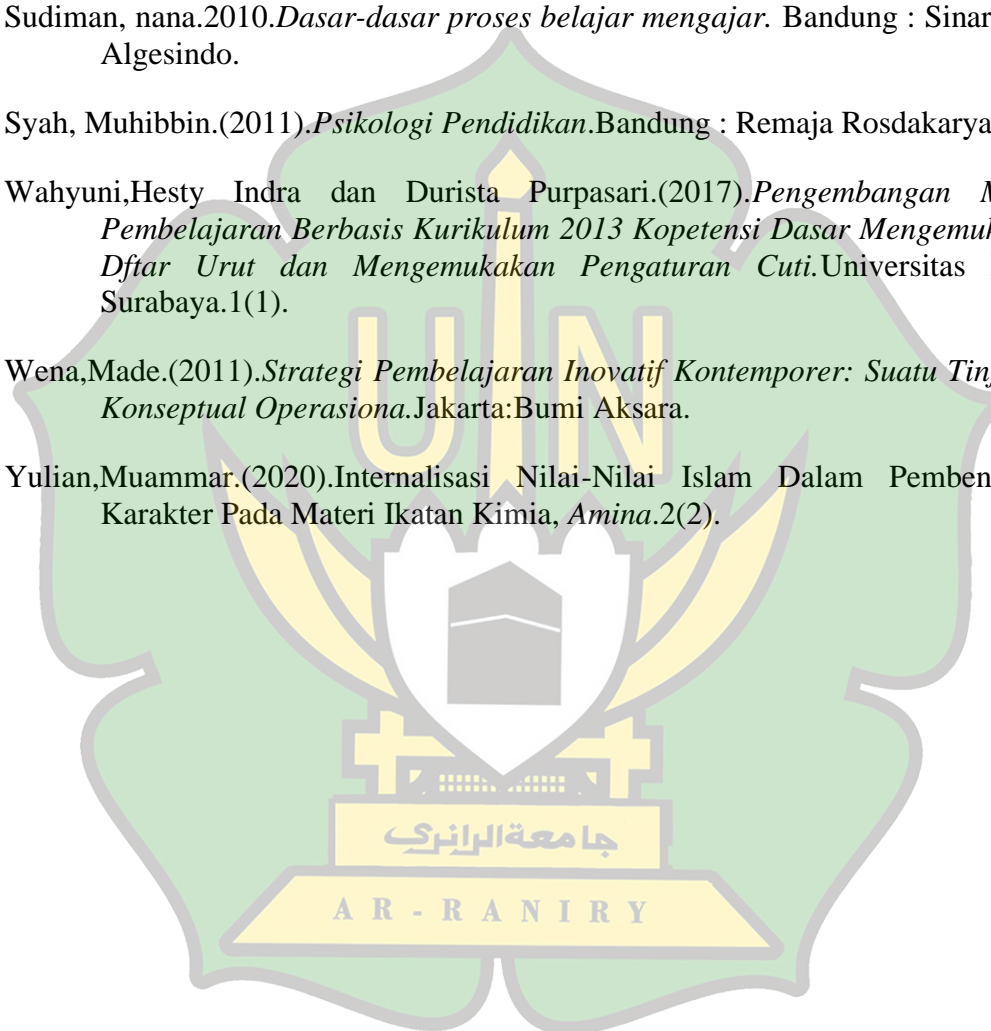 Sudiman, nana.2010.Dasar-dasar proses belajar mengajar. Bandung : Sinar
Algesindo.
Syah, Muhibbin.(2011).Psikologi Pendidikan.Bandung : Remaja Rosdakarya
Wahyuni,Hesty Indra dan Durista Purpasari.(2017).Pengembangan
Pembelajaran Berbasis Kurikulum 2013 Kopetensi Dasar
Dftar Urut dan Mengemukakan Pengaturan Cuti.Universitas
Surabaya.1(1).
Wena,Made.(2011).Strategi Pembelajaran Inovatif Kontemporer: Suatu
Konseptual Operasiona.Jakarta:Bumi Aksara.
Yulian,Muammar.(2020).Internalisasi Nilai-Nilai Islam Dalam
Karakter Pada Materi Ikatan Kimia, Amina.2(2).
UIN
جامعة الرانري
AR-RANIRY